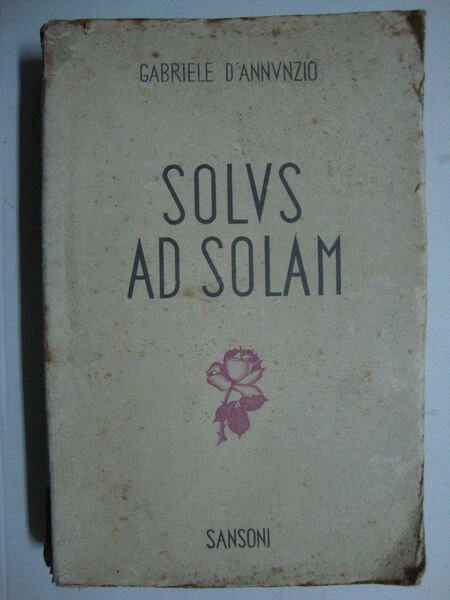 GABRIELE D'ANNVNZIO
SOLVS
AD SOLAM
SANSONI